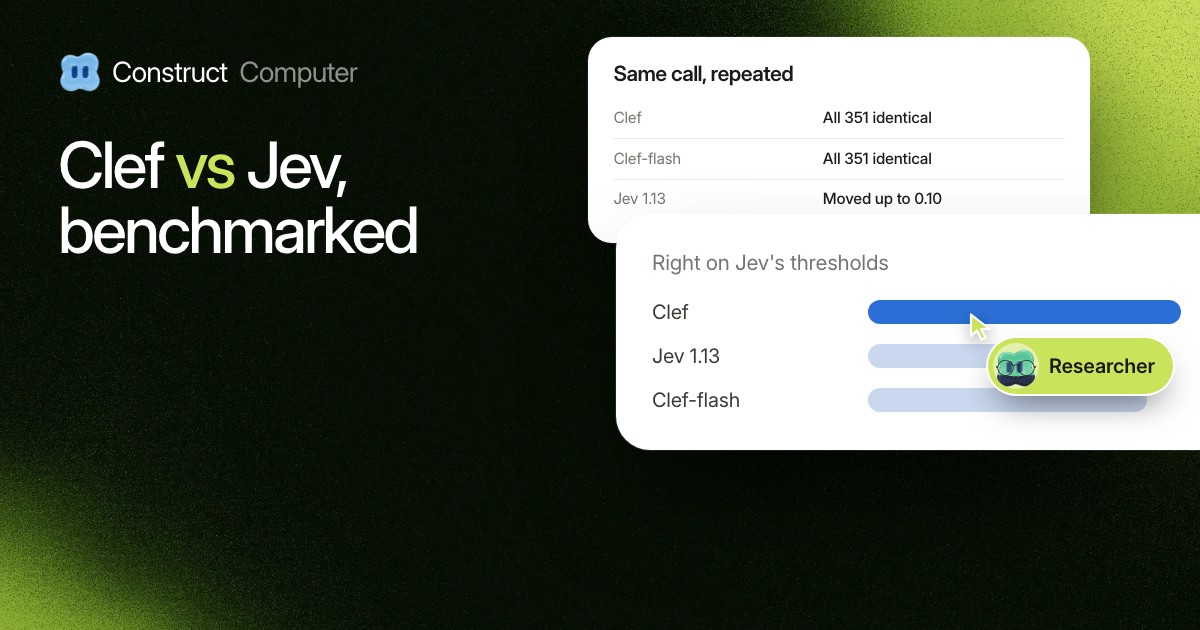 Construct Computer
Clef vs Jev,
benchmarked
Same call, repeated
Clef All 351 identical
Clef-flash All 351 identical
Jev 1.13 Moved up to 0.10
Right on Jev's thresholds
Clef
Jev 1.13
Researcher
Clef-flash